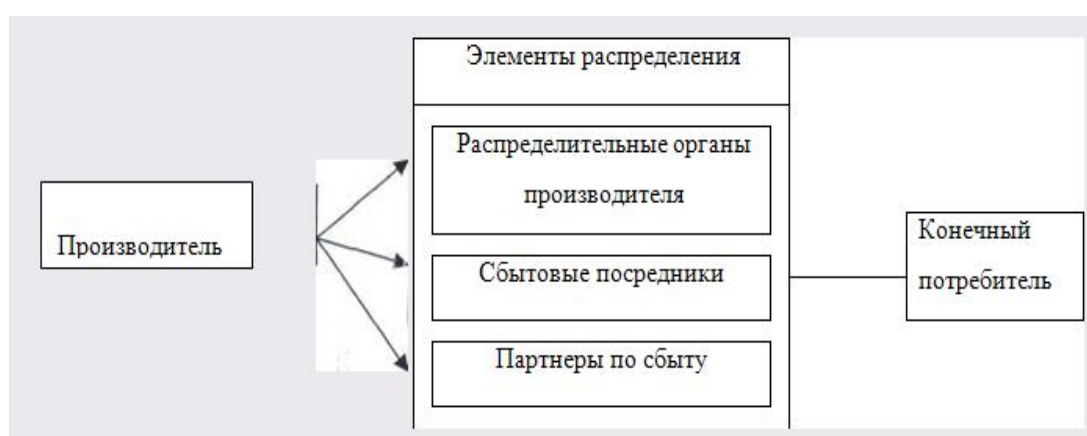 Элементы распределения
Распределительные органы
производителя
Производитель
Сбытовые посредники
Партнеры по сбыту
Конечный
потребитель